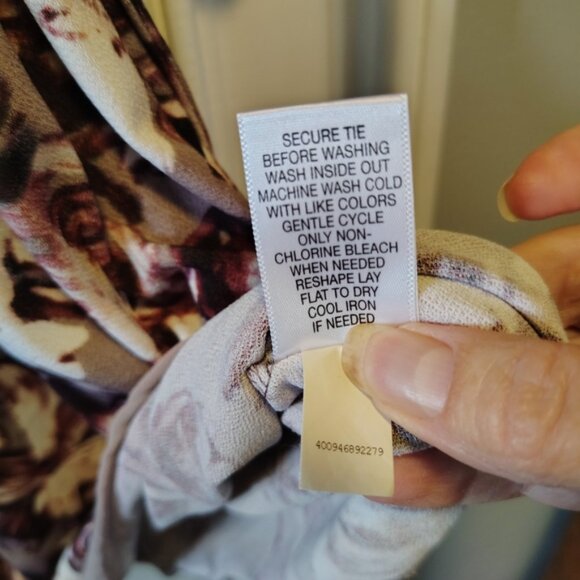 SECURE TIE
BEFORE WASHING
WASH INSIDE OUT
MACHINE WASH COLD
WITH LIKE COLORS
GENTLE CYCLE
ONLY NON-
CHLORINE BLEACH
WHEN NEEDED
RESHAPE LAY
FLAT TO DRY
COOL IRON
IF NEEDED
400946892279